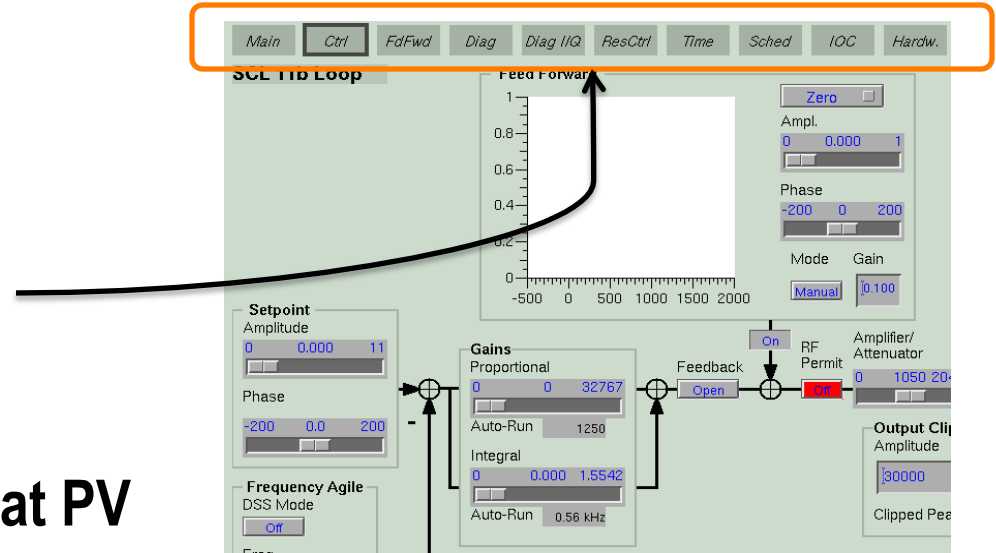 Main Ctrl FdFwd Diag Diag I/Q ResCtrl Time Sched IOC Hardw.
SCL 11b Loop
Feed Forward
1
0.8
0.6
0.4
0.2
0
-500 0 500 1000 1500 2000
Zero
Ampl.
0 0.000 1
Phase
-200 0 200
Mode Gain
Manual 0.100
Setpoint
Amplitude
0 0.000 11
Phase
-200 0.0 200
-
Gains
Proportional
0 0 32767
Auto-Run 1250
Integral
0 0.000 1.5542
Auto-Run 0.56 kHz
Feedback
Open
On
RF
Permit
Off
Amplifier/
Attenuator
0 1050 204
Output Clip
Amplitude
30000
Clipped Pea
at PV
Frequency Agile
DSS Mode
Off